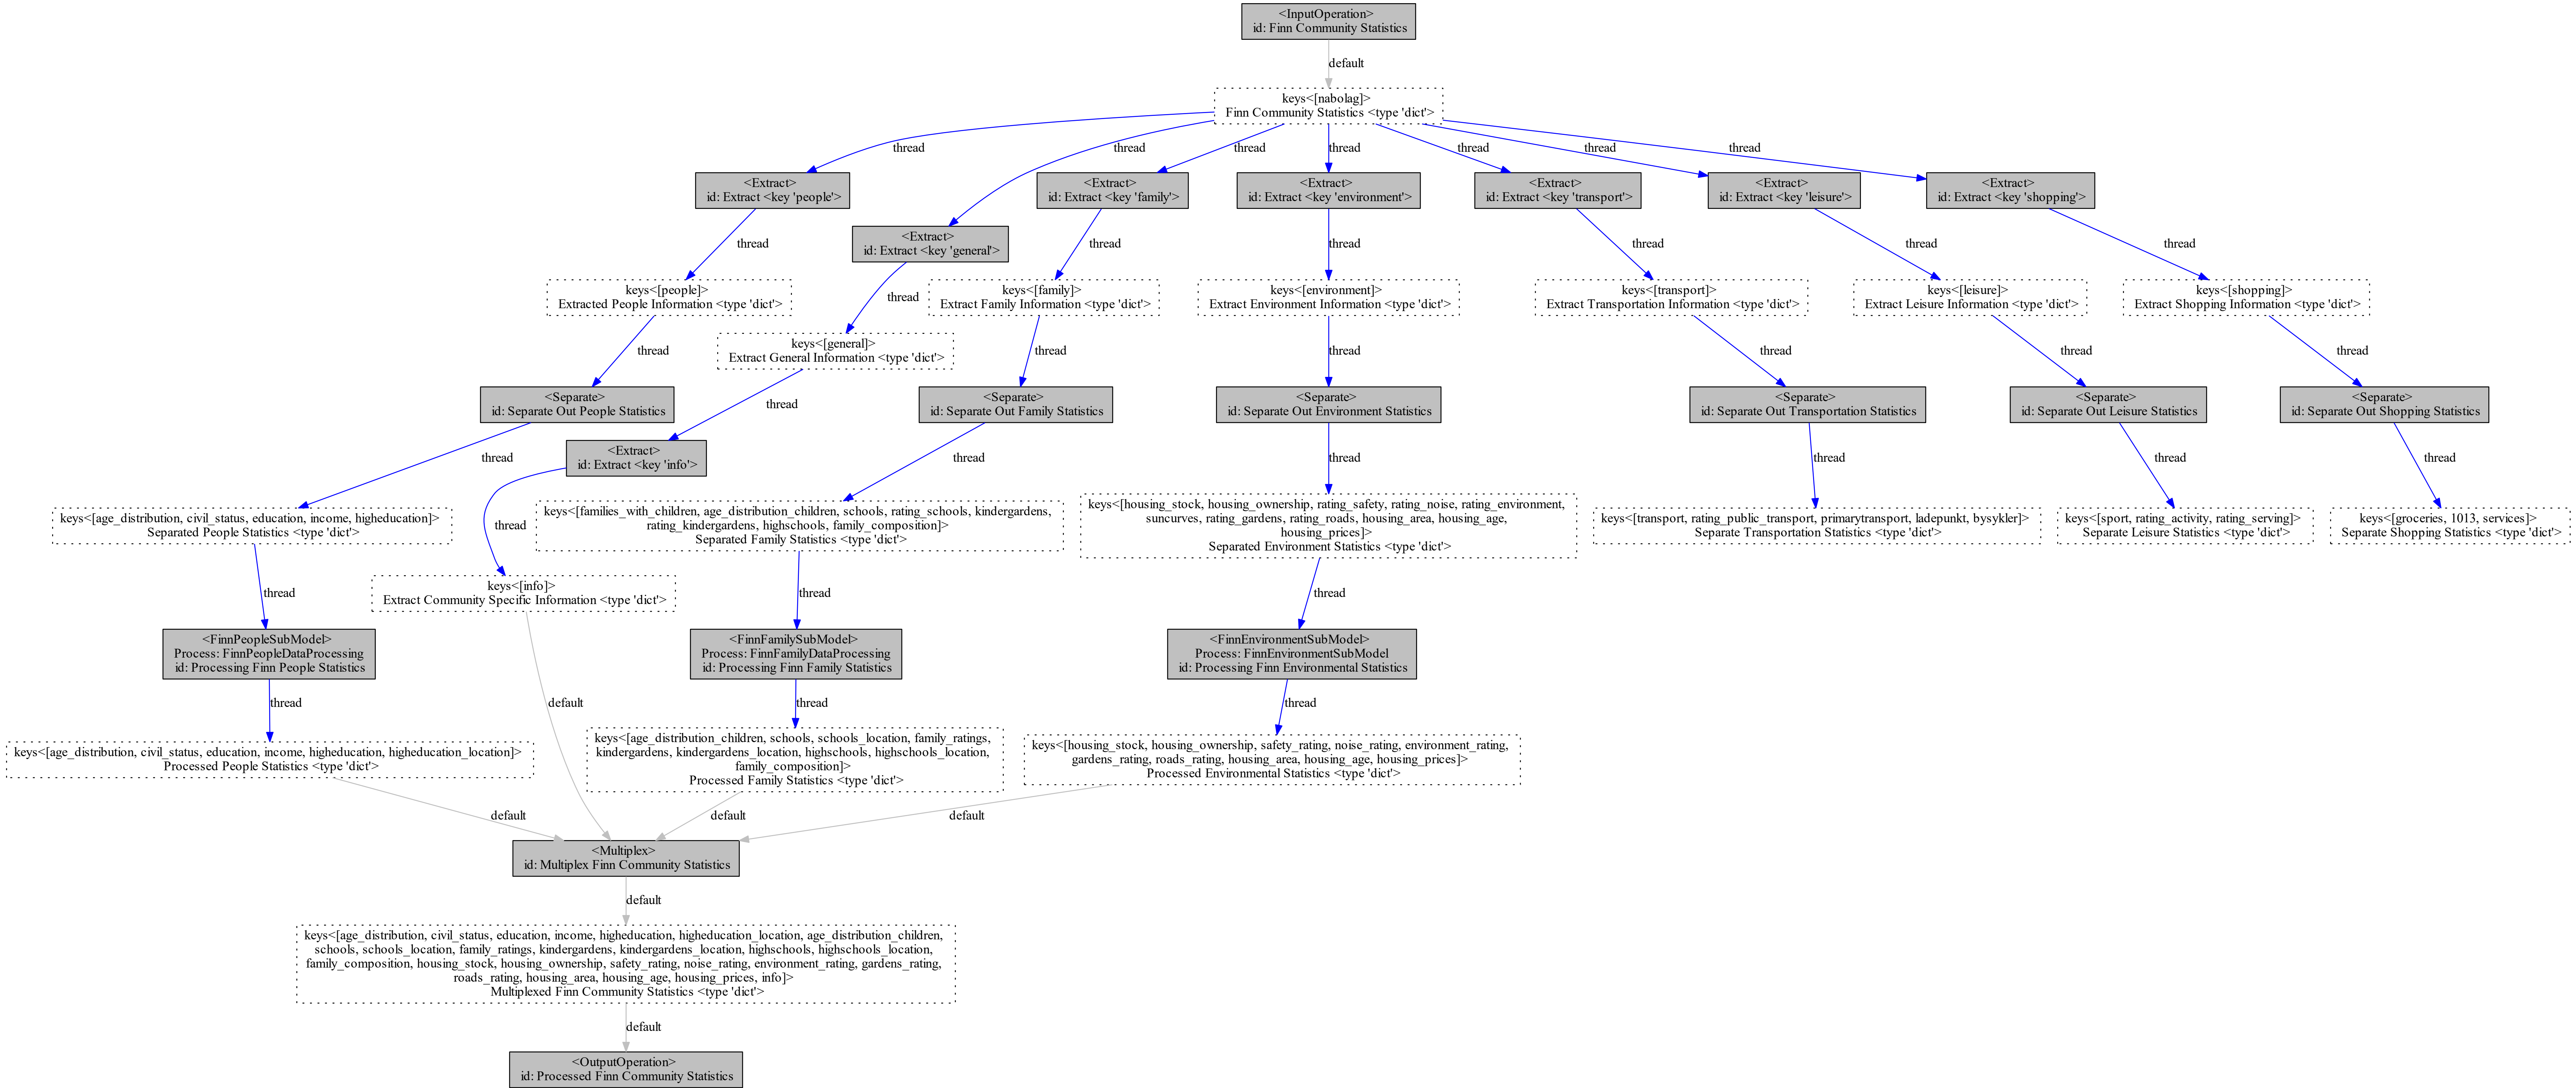 <InputOperation>
id: Finn Community Statistics
default
keys<[nabolag]>
Finn Community Statistics <type 'dict'>
thread
thread
thread
thread
thread
thread
thread
<Extract>
id: Extract <key 'people'>
<Extract>
id: Extract <key 'family'>
<Extract>
id: Extract <key 'environment'>
<Extract>
id: Extract <key 'transport'>
<Extract>
id: Extract <key 'leisure'>
<Extract>
id: Extract <key 'shopping'>
<Extract>
id: Extract <key 'general'>
thread
thread
thread
thread
thread
thread
thread
keys<[people]>
Extracted People Information <type 'dict'>
keys<[family]>
Extract Family Information <type 'dict'>
keys<[environment]>
Extract Environment Information <type 'dict'>
keys<[transport]>
Extract Transportation Information <type 'dict'>
keys<[leisure]>
Extract Leisure Information <type 'dict'>
keys<[shopping]>
Extract Shopping Information <type 'dict'>
keys<[general]>
Extract General Information <type 'dict'>
thread
thread
thread
thread
thread
thread
thread
<Separate>
id: Separate Out People Statistics
<Separate>
id: Separate Out Family Statistics
<Separate>
id: Separate Out Environment Statistics
<Separate>
id: Separate Out Transportation Statistics
<Separate>
id: Separate Out Leisure Statistics
<Separate>
id: Separate Out Shopping Statistics
<Extract>
id: Extract <key 'info'>
thread
thread
thread
thread
thread
thread
thread
keys<[age_distribution, civil_status, education, income, higheducation]>
Separated People Statistics <type 'dict'>
keys<[families_with_children, age_distribution_children, schools, rating_schools, kindergardens,
rating_kindergardens, highschools, family_composition]>
Separated Family Statistics <type 'dict'>
keys<[housing_stock, housing_ownership, rating_safety, rating_noise, rating_environment,
suncurves, rating_gardens, rating_roads, housing_area, housing_age,
housing_prices]>
Separated Environment Statistics <type 'dict'>
keys<[transport, rating_public_transport, primarytransport, ladepunkt, bysykler]>
Separate Transportation Statistics <type 'dict'>
keys<[sport, rating_activity, rating_serving]>
Separate Leisure Statistics <type 'dict'>
keys<[groceries, 1013, services]>
Separate Shopping Statistics <type 'dict'>
thread
keys<[info]>
Extract Community Specific Information <type 'dict'>
thread
thread
<FinnPeopleSubModel>
Process: FinnPeopleDataProcessing
id: Processing Finn People Statistics
<FinnFamilySubModel>
Process: FinnFamilyDataProcessing
id: Processing Finn Family Statistics
<FinnEnvironmentSubModel>
Process: FinnEnvironmentSubModel
id: Processing Finn Environmental Statistics
thread
default
thread
thread
keys<[age_distribution, civil_status, education, income, higheducation, higheducation_location]>
Processed People Statistics <type 'dict'>
keys<[age_distribution_children, schools, schools_location, family_ratings,
kindergardens, kindergardens_location, highschools, highschools_location,
family_composition]>
Processed Family Statistics <type 'dict'>
keys<[housing_stock, housing_ownership, safety_rating, noise_rating, environment_rating,
gardens_rating, roads_rating, housing_area, housing_age, housing_prices]>
Processed Environmental Statistics <type 'dict'>
default
default
default
<Multiplex>
id: Multiplex Finn Community Statistics
default
keys<[age_distribution, civil_status, education, income, higheducation, higheducation_location, age_distribution_children,
schools, schools_location, family_ratings, kindergardens, kindergardens_location, highschools, highschools_location,
family_composition, housing_stock, housing_ownership, safety_rating, noise_rating, environment_rating, gardens_rating,
roads_rating, housing_area, housing_age, housing_prices, info]>
Multiplexed Finn Community Statistics <type 'dict'>
default
<OutputOperation>
id: Processed Finn Community Statistics